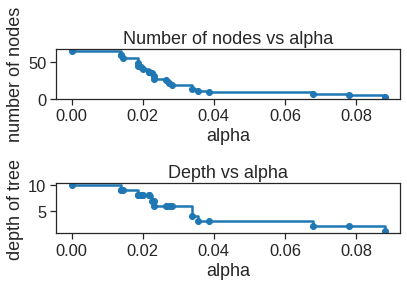 Number of nodes vs alpha
number of nodes
50
0
0.00 0.02 0.04 0.06 0.08
alpha
Depth vs alpha
depth of tree
10
5
0.00 0.02 0.04 0.06 0.08
alpha